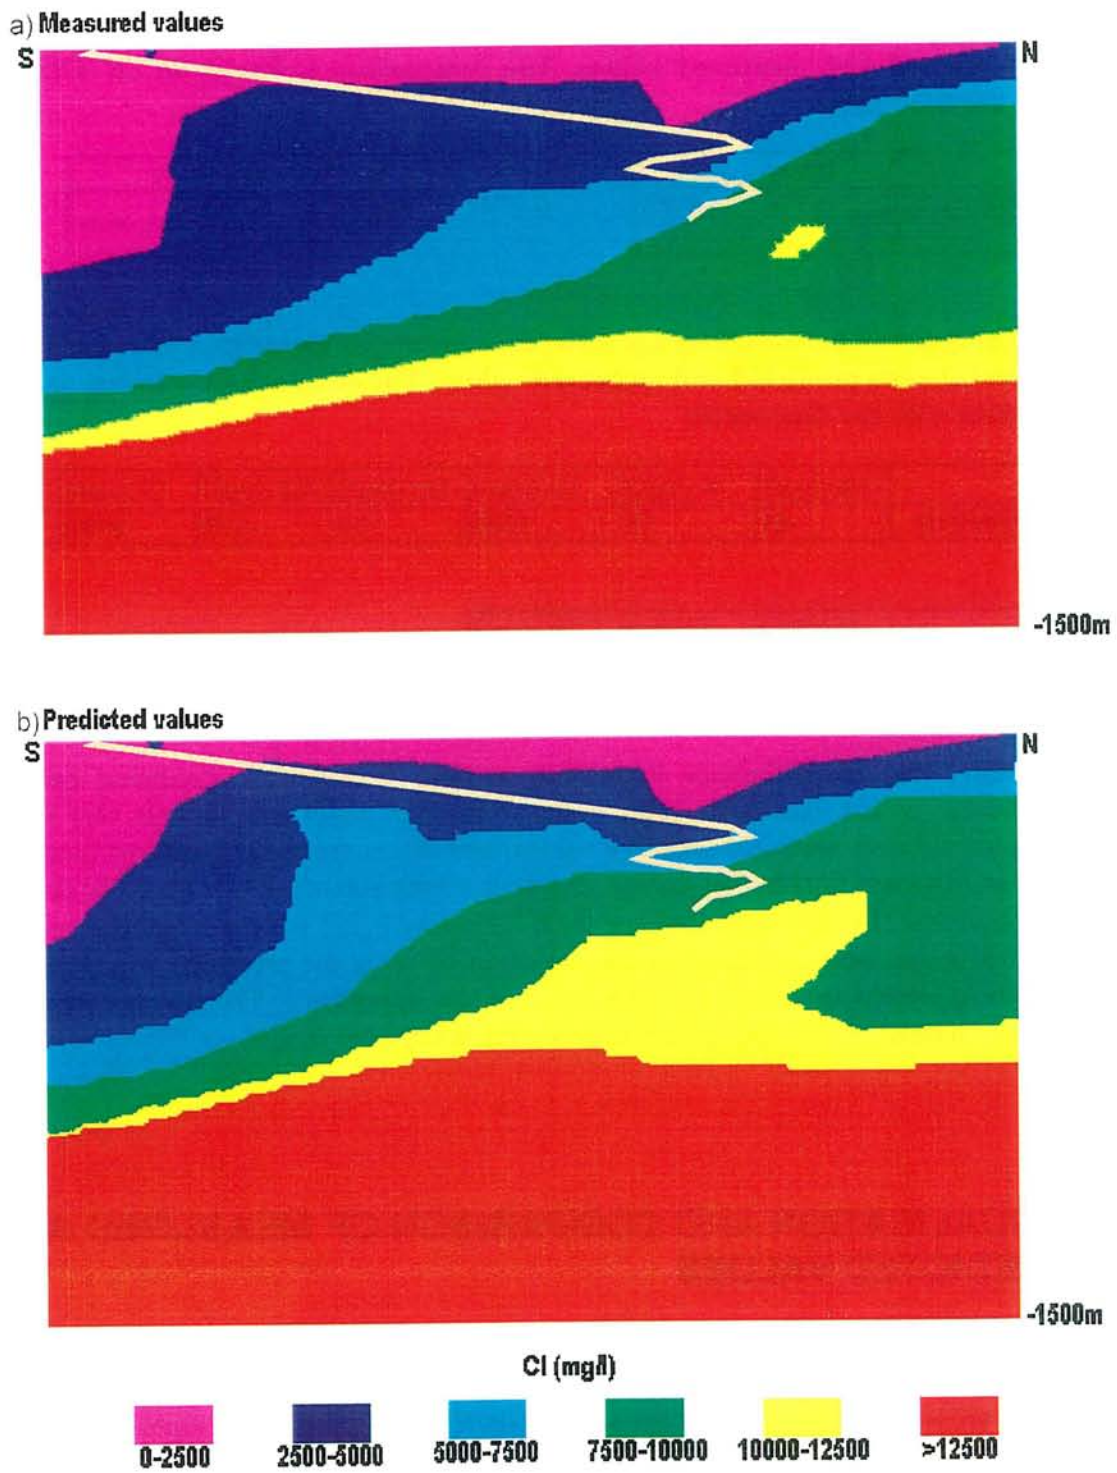 a) Measured values
S N
-1500m
b) Predicted values
S N
-1500m
Cl (mg/l)
0-2500 2500-5000 5000-7500 7500-10000 10000-12500 >12500